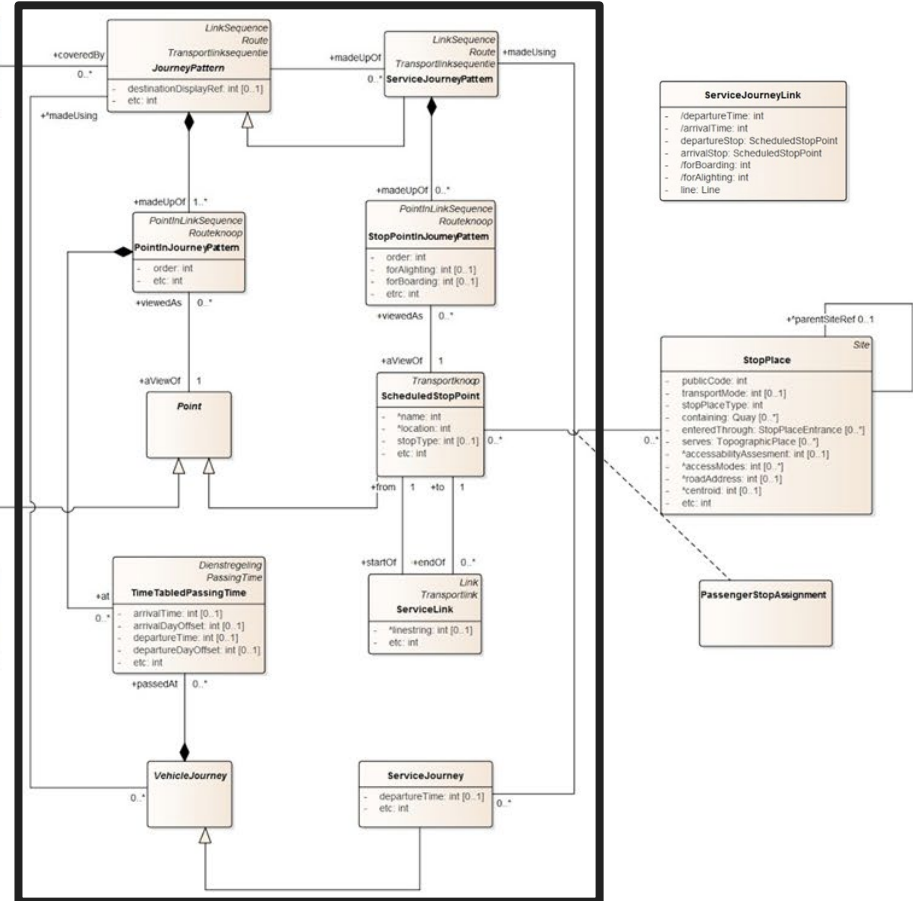 LinkSequence
Route
Transportlinksequentie
JourneyPattern
- destinationDisplayRef: int [0..1]
- etc: int
+coveredBy
0..*
+*madeUsing
+madeUpOf
0..*
LinkSequence
Route
Transportlinksequentie
ServiceJourneyPattern
+madeUsing
ServiceJourneyLink
- /departureTime: int
- /arrivalTime: int
- departureStop: ScheduledStopPoint
- arrivalStop: ScheduledStopPoint
- /forBoarding: int
- /forAlighting: int
- line: Line
+madeUpOf 1..*
PointInLinkSequence
Routeknoop
PointInJourneyPattern
- order: int
- etc: int
+viewedAs 0..*
+madeUpOf 0..*
PointInLinkSequence
Routeknoop
StopPointInJourneyPattern
- order: int
- forAlighting: int [0..1]
- forBoarding: int [0..1]
- etrc: int
+viewedAs 0..*
+*parentSiteRef 0..1
Site
StopPlace
- publicCode: int
- transportMode: int [0..1]
- stopPlaceType: int
- containing: Quay [0..*]
- enteredThrough: StopPlaceEntrance [0..*]
- serves: TopographicPlace [0..*]
- *accessabilityAssesment: int [0..1]
- *accessModes: int [0..*]
- *roadAddress: int [0..1]
- *centroid: int [0..1]
- etc: int
+aViewOf 1
Point
+aViewOf 1
Transportknoop
ScheduledStopPoint
- *name: int
- *location: int
- stopType: int [0..1]
- etc: int
0..*
0..*
+from 1
+to 1
+startOf
+endOf 0..*
Link
Transportlink
ServiceLink
- *linestring: int [0..1]
- etc: int
PassengerStopAssignment
+at
0..*
Dienstregeling
PassingTime
TimeTabledPassingTime
- arrivalTime: int [0..1]
- arrivalDayOffset: int [0..1]
- departureTime: int [0..1]
- departureDayOffset: int [0..1]
- etc: int
+passedAt 0..*
VehicleJourney
0..*
ServiceJourney
- departureTime: int [0..1]
- etc: int
0..*